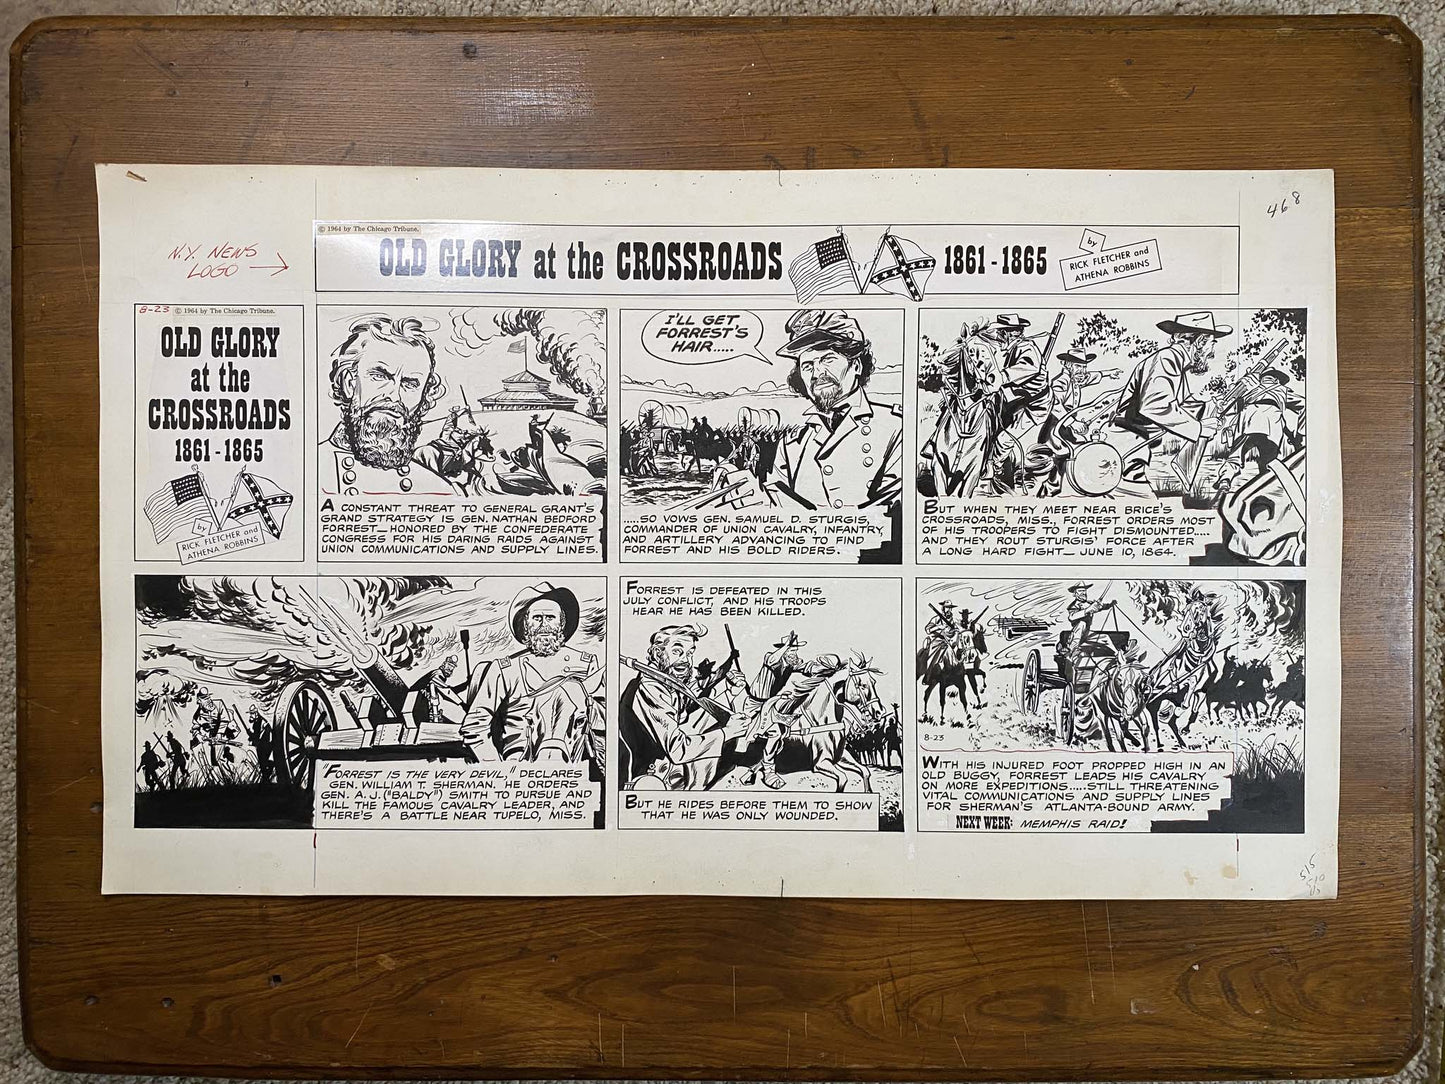 468
N.Y. NEWS
LOGO
© 1964 by The Chicago Tribune.
OLD GLORY at the CROSSROADS 1861-1865
by
RICK FLETCHER and
ATHENA ROBBINS
8-23 © 1964 by The Chicago Tribune.
OLD GLORY
at the
CROSSROADS
1861-1865
by
RICK FLETCHER and
ATHENA ROBBINS
A CONSTANT THREAT TO GENERAL GRANT'S
GRAND STRATEGY IS GEN. NATHAN BEDFORD
FORREST_HONORED BY THE CONFEDERATE
CONGRESS FOR HIS DARING RAIDS AGAINST
UNION COMMUNICATIONS AND SUPPLY LINES.
I'LL GET
FORREST'S
HAIR.....
.....SO VOWS GEN. SAMUEL D. STURGIS,
COMMANDER OF UNION CAVALRY, INFANTRY,
AND ARTILLERY ADVANCING TO FIND
FORREST AND HIS BOLD RIDERS.
BUT WHEN THEY MEET NEAR BRICE'S
CROSSROADS, MISS., FORREST ORDERS MOST
OF HIS TROOPERS TO FIGHT DISMOUNTED.....
AND THEY ROUT STURGIS' FORCE AFTER
A LONG HARD FIGHT_ JUNE 10, 1864.
"FORREST IS THE VERY DEVIL," DECLARES
GEN. WILLIAM T. SHERMAN. HE ORDERS
GEN. A.J. ("BALDY") SMITH TO PURSUE AND
KILL THE FAMOUS CAVALRY LEADER, AND
THERE'S A BATTLE NEAR TUPELO, MISS.
FORREST IS DEFEATED IN THIS
JULY CONFLICT, AND HIS TROOPS
HEAR HE HAS BEEN KILLED.
BUT HE RIDES BEFORE THEM TO SHOW
THAT HE WAS ONLY WOUNDED.
8-23
WITH HIS INJURED FOOT PROPPED HIGH IN AN
OLD BUGGY, FORREST LEADS HIS CAVALRY
ON MORE EXPEDITIONS.....STILL THREATENING
VITAL COMMUNICATIONS AND SUPPLY LINES
FOR SHERMAN'S ATLANTA-BOUND ARMY.
NEXT WEEK: MEMPHIS RAID!